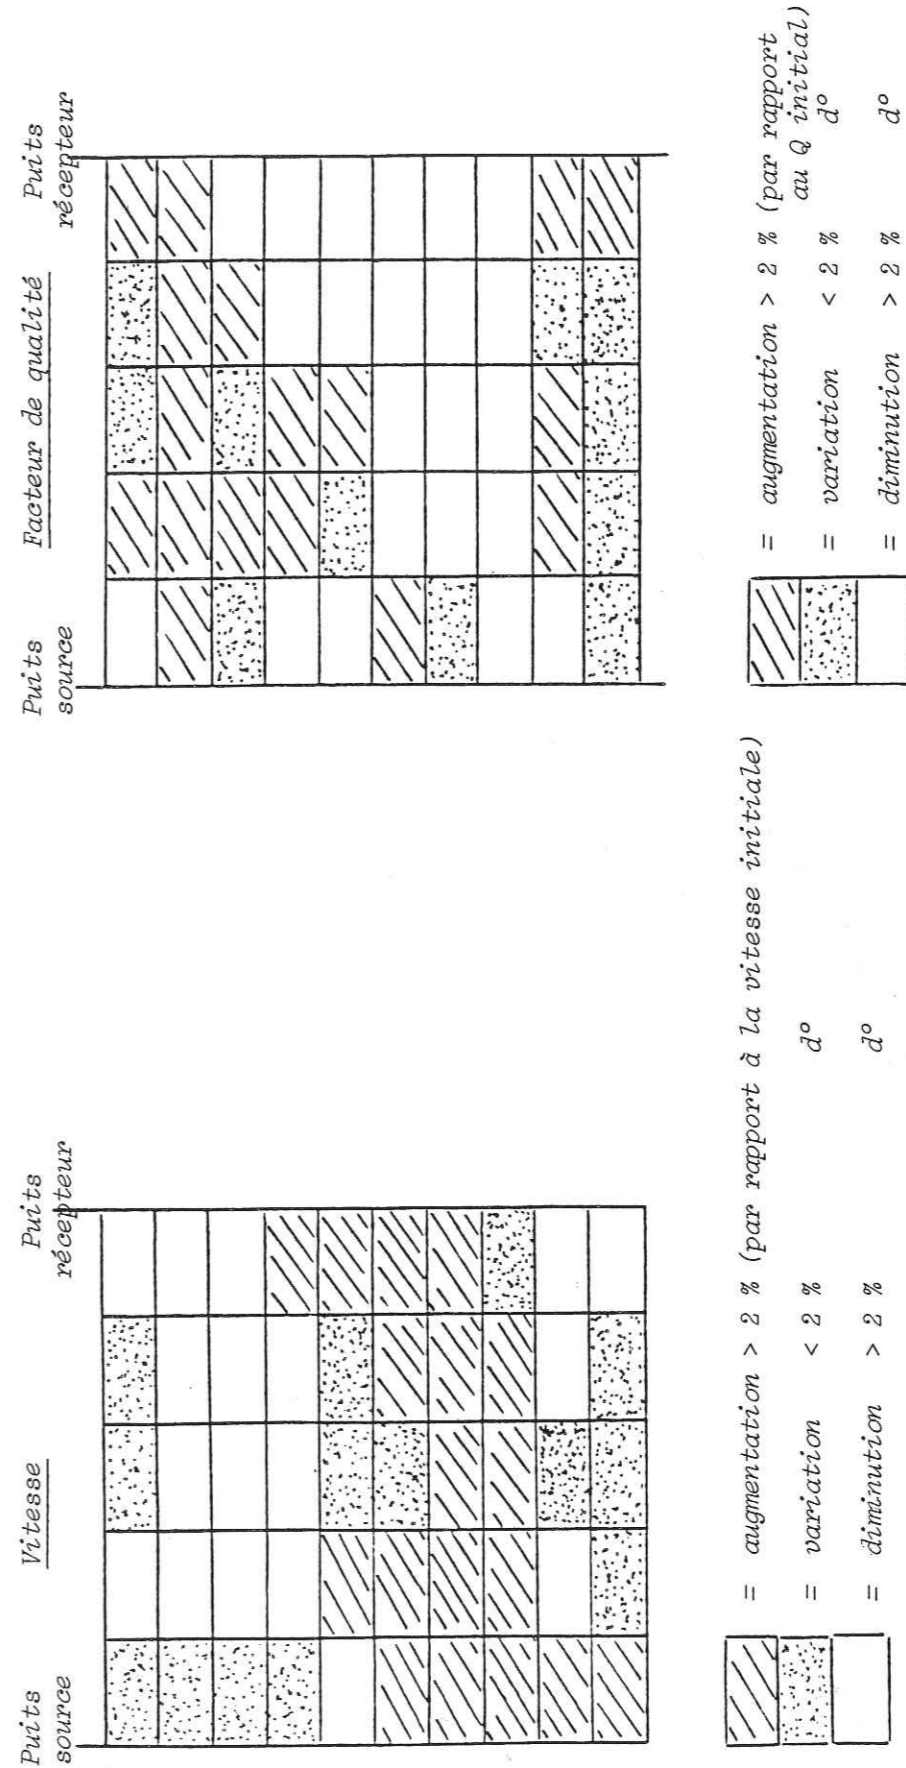 Vitesse
Puits source
Puits récepteur
= augmentation > 2 % (par rapport à la vitesse initiale)
= variation < 2 % d°
= diminution > 2 % d°
Facteur de qualité
Puits source
Puits récepteur
= augmentation > 2 % (par rapport
au Q initial)
= variation < 2 % d°
= diminution > 2 % d°